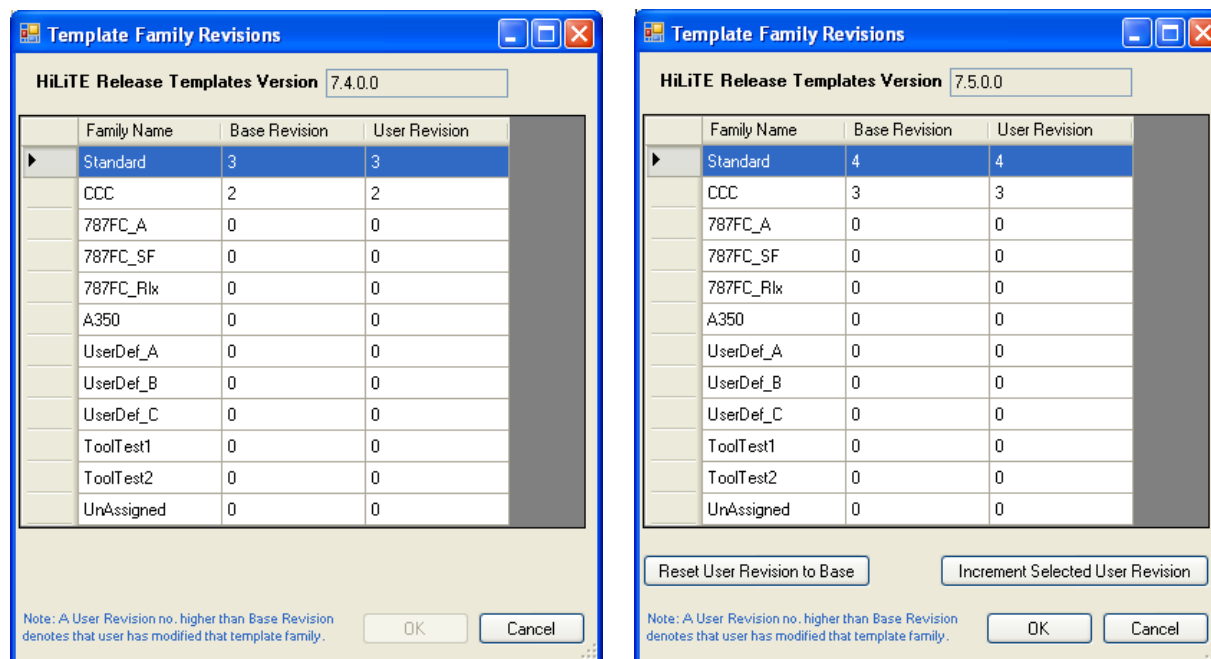 Template Family Revisions
HiLiTE Release Templates Version 7.4.0.0
Family Name Base Revision User Revision
Standard 3 3
CCC 2 2
787FC_A 0 0
787FC_SF 0 0
787FC_Rlx 0 0
A350 0 0
UserDef_A 0 0
UserDef_B 0 0
UserDef_C 0 0
ToolTest1 0 0
ToolTest2 0 0
UnAssigned 0 0
Note: A User Revision no. higher than Base Revision
denotes that user has modified that template family.
OK Cancel
Template Family Revisions
HiLiTE Release Templates Version 7.5.0.0
Family Name Base Revision User Revision
Standard 4 4
CCC 3 3
787FC_A 0 0
787FC_SF 0 0
787FC_Rlx 0 0
A350 0 0
UserDef_A 0 0
UserDef_B 0 0
UserDef_C 0 0
ToolTest1 0 0
ToolTest2 0 0
UnAssigned 0 0
Reset User Revision to Base Increment Selected User Revision
Note: A User Revision no. higher than Base Revision
denotes that user has modified that template family.
OK Cancel